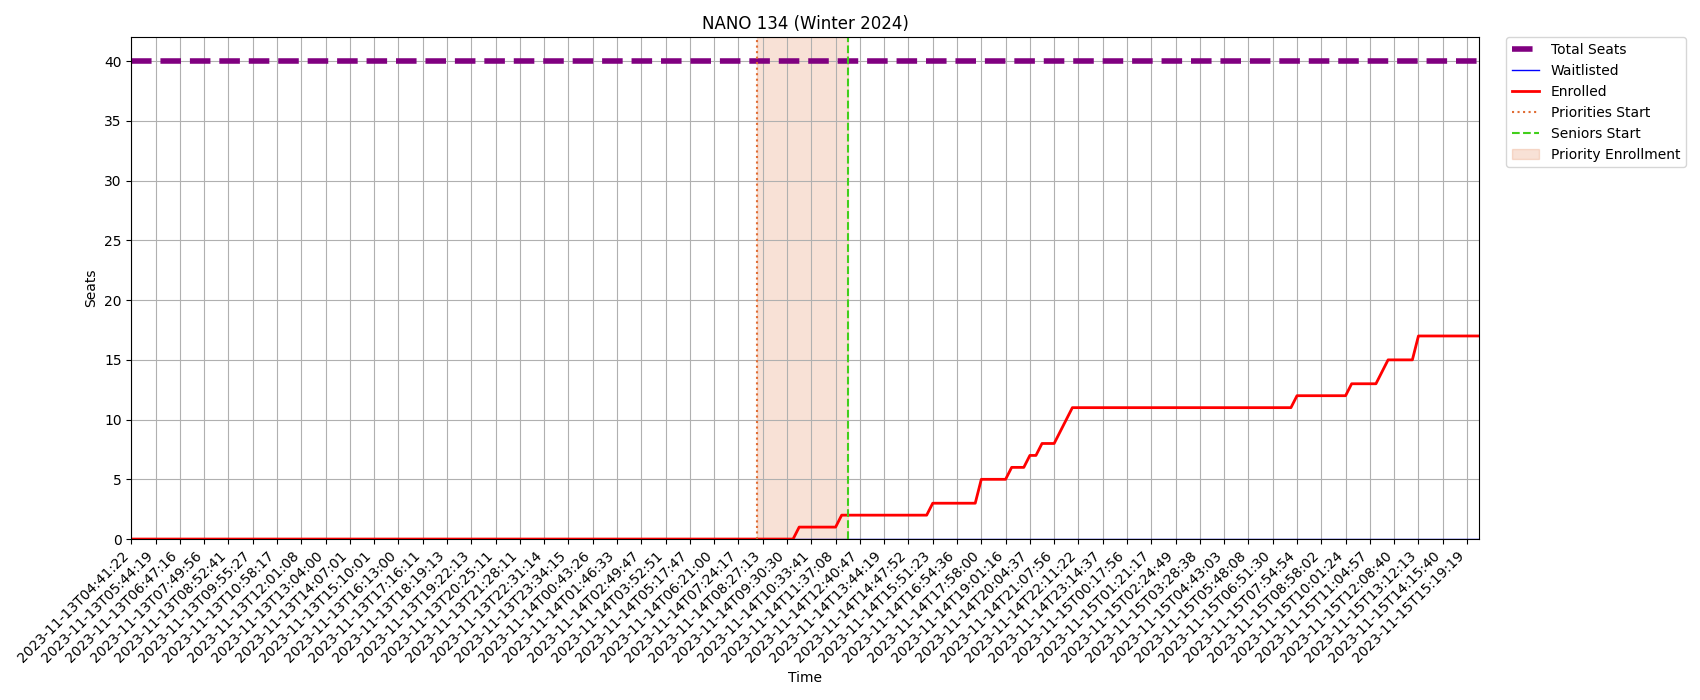 NANO 134 (Winter 2024)
Total Seats
Waitlisted
Enrolled
Priorities Start
Seniors Start
Priority Enrollment
40
35
30
25
20
15
10
5
0
Seats
2023-11-13T04:41:22
2023-11-13T05:44:19
2023-11-13T06:47:16
2023-11-13T07:49:56
2023-11-13T08:52:41
2023-11-13T09:55:27
2023-11-13T10:58:17
2023-11-13T12:01:08
2023-11-13T13:04:00
2023-11-13T14:07:01
2023-11-13T15:10:01
2023-11-13T16:13:00
2023-11-13T17:16:11
2023-11-13T18:19:13
2023-11-13T19:22:13
2023-11-13T20:25:11
2023-11-13T21:28:11
2023-11-13T22:31:14
2023-11-13T23:34:15
2023-11-14T00:43:26
2023-11-14T01:46:33
2023-11-14T02:49:47
2023-11-14T03:52:51
2023-11-14T05:17:47
2023-11-14T06:21:00
2023-11-14T07:24:17
2023-11-14T08:27:13
2023-11-14T09:30:30
2023-11-14T10:33:41
2023-11-14T11:37:08
2023-11-14T12:40:47
2023-11-14T13:44:19
2023-11-14T14:47:52
2023-11-14T15:51:23
2023-11-14T16:54:36
2023-11-14T17:58:00
2023-11-14T19:01:16
2023-11-14T20:04:37
2023-11-14T21:07:56
2023-11-14T22:11:22
2023-11-14T23:14:37
2023-11-15T00:17:56
2023-11-15T01:21:17
2023-11-15T02:24:49
2023-11-15T03:28:38
2023-11-15T04:43:03
2023-11-15T05:48:08
2023-11-15T06:51:30
2023-11-15T07:54:54
2023-11-15T08:58:02
2023-11-15T10:01:24
2023-11-15T11:04:57
2023-11-15T12:08:40
2023-11-15T13:12:13
2023-11-15T14:15:40
2023-11-15T15:19:19
Time